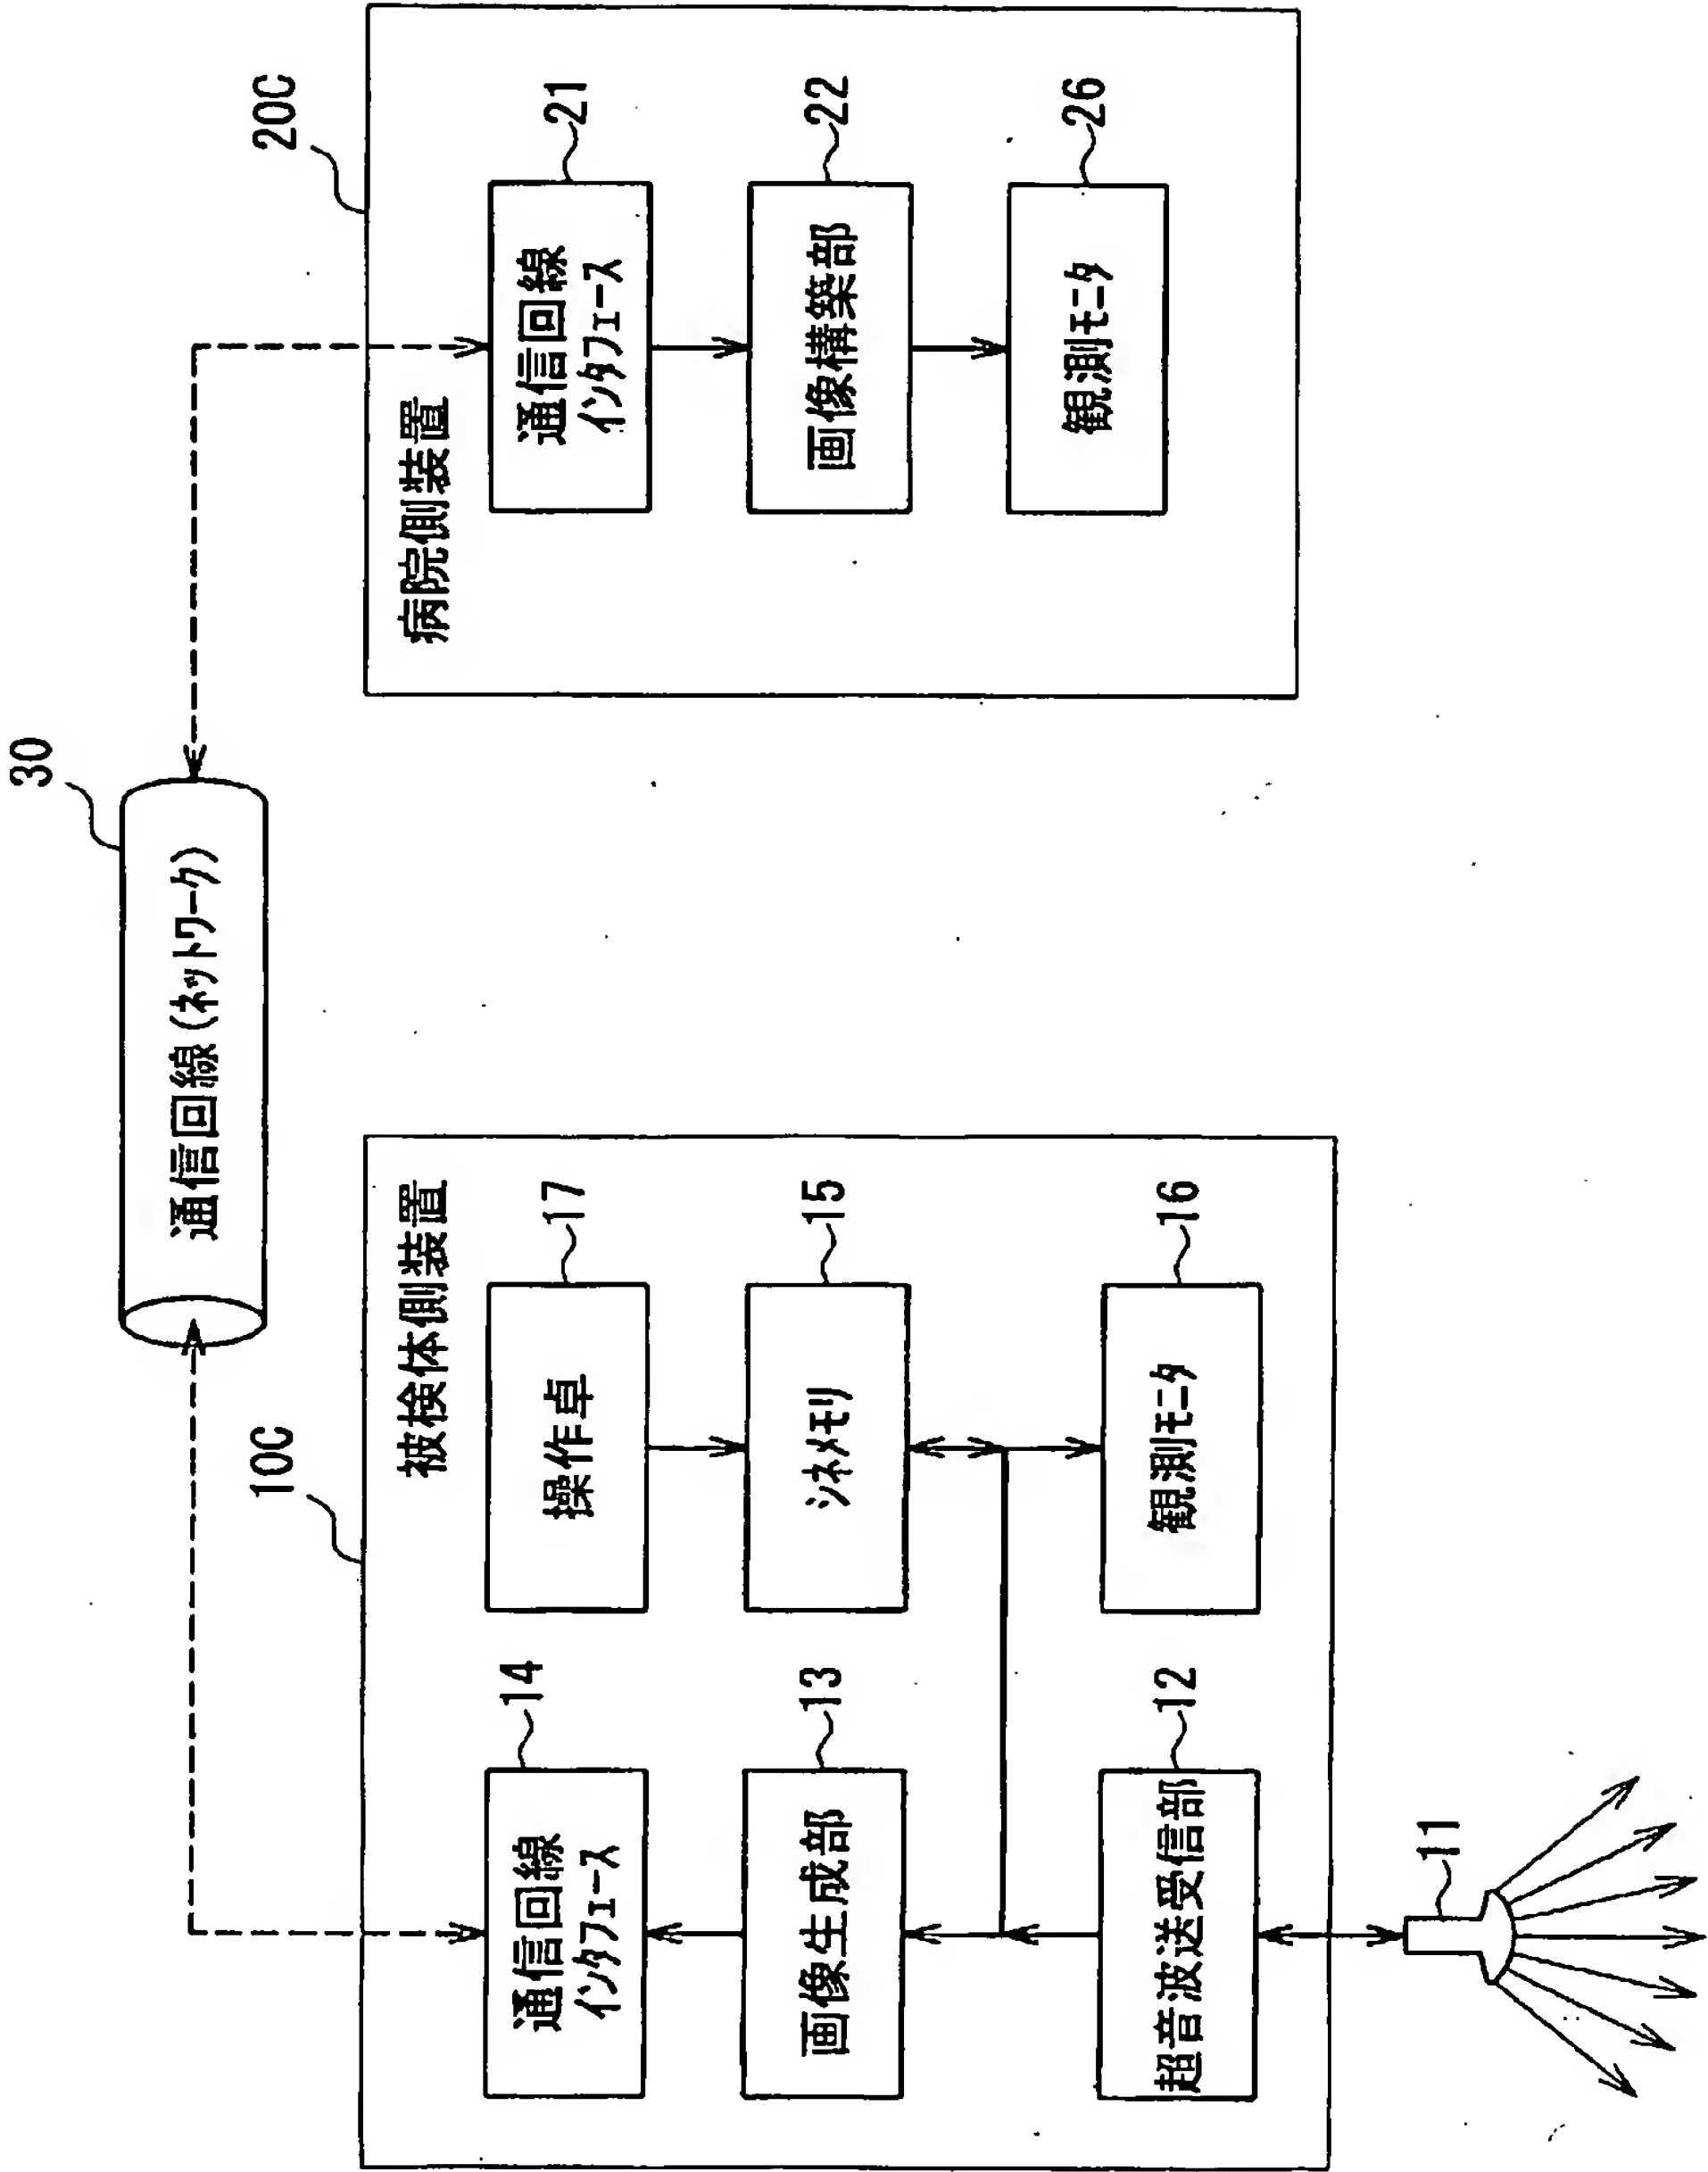 30
通信回線(ネットワーク)
10C
被検体側装置
14
通信回線
インタフェース
17
操作卓
13
画像生成部
15
シネメモリ
12
超音波送受信部
16
観測モニタ
11
20C
病院側装置
21
通信回線
インタフェース
22
画像構築部
26
観測モニタ